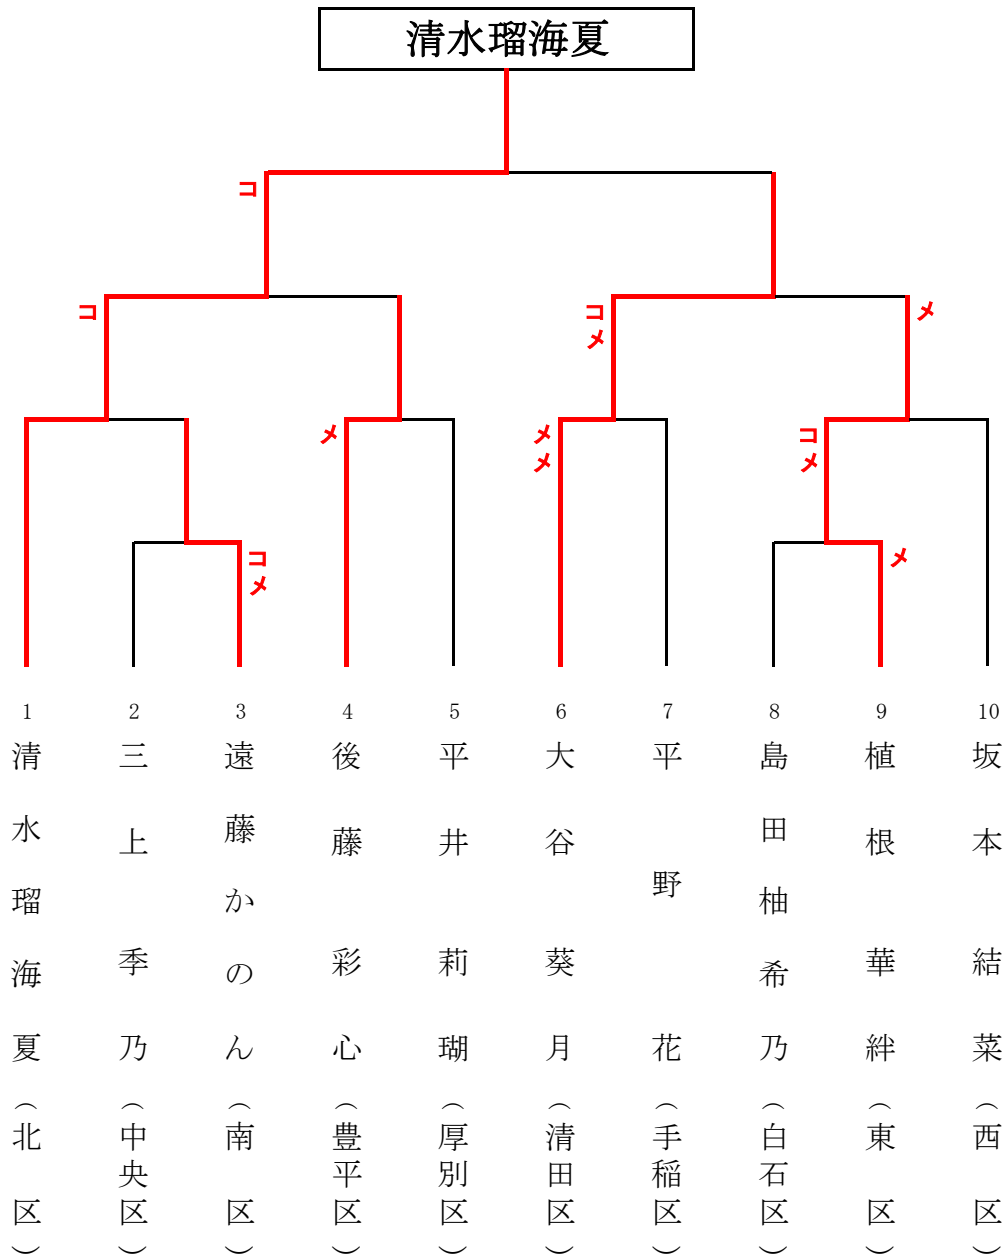 清水瑠海夏
コ
コ
コ
メ
メ
メ
メ
メ
コ
メ
コ
メ
メ
1
2
3
4
5
6
7
8
9
10
清水瑠海夏（北区）
三上季乃（中央区）
遠藤かのん（南区）
後藤彩心（豊平区）
平井莉瑚（厚別区）
大谷葵月（清田区）
平野花（手稲区）
島田柚希乃（白石区）
植根華絆（東区）
坂本結菜（西区）